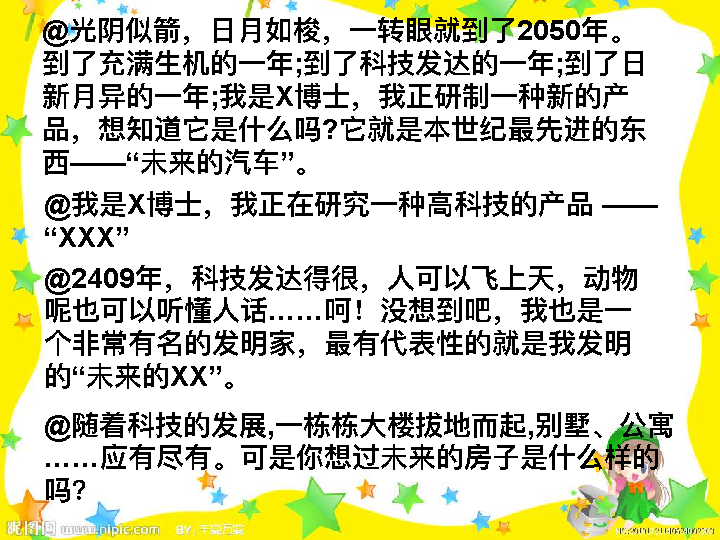 @光阴似箭，日月如梭，一转眼就到了2050年。
到了充满生机的一年;到了科技发达的一年;到了日
新月异的一年;我是X博士，我正研制一种新的产
品，想知道它是什么吗?它就是本世纪最先进的东
西——“未来的汽车”。
@我是X博士，我正在研究一种高科技的产品 ——
“XXX”
@2409年，科技发达得很，人可以飞上天，动物
呢也可以听懂人话……呵！没想到吧，我也是一
个非常有名的发明家，最有代表性的就是我发明
的“未来的XX”。
@随着科技的发展,一栋栋大楼拔地而起,别墅、公寓
……应有尽有。可是你想过未来的房子是什么样的
吗?
昵图网 www.nipic.com BY:千变万变